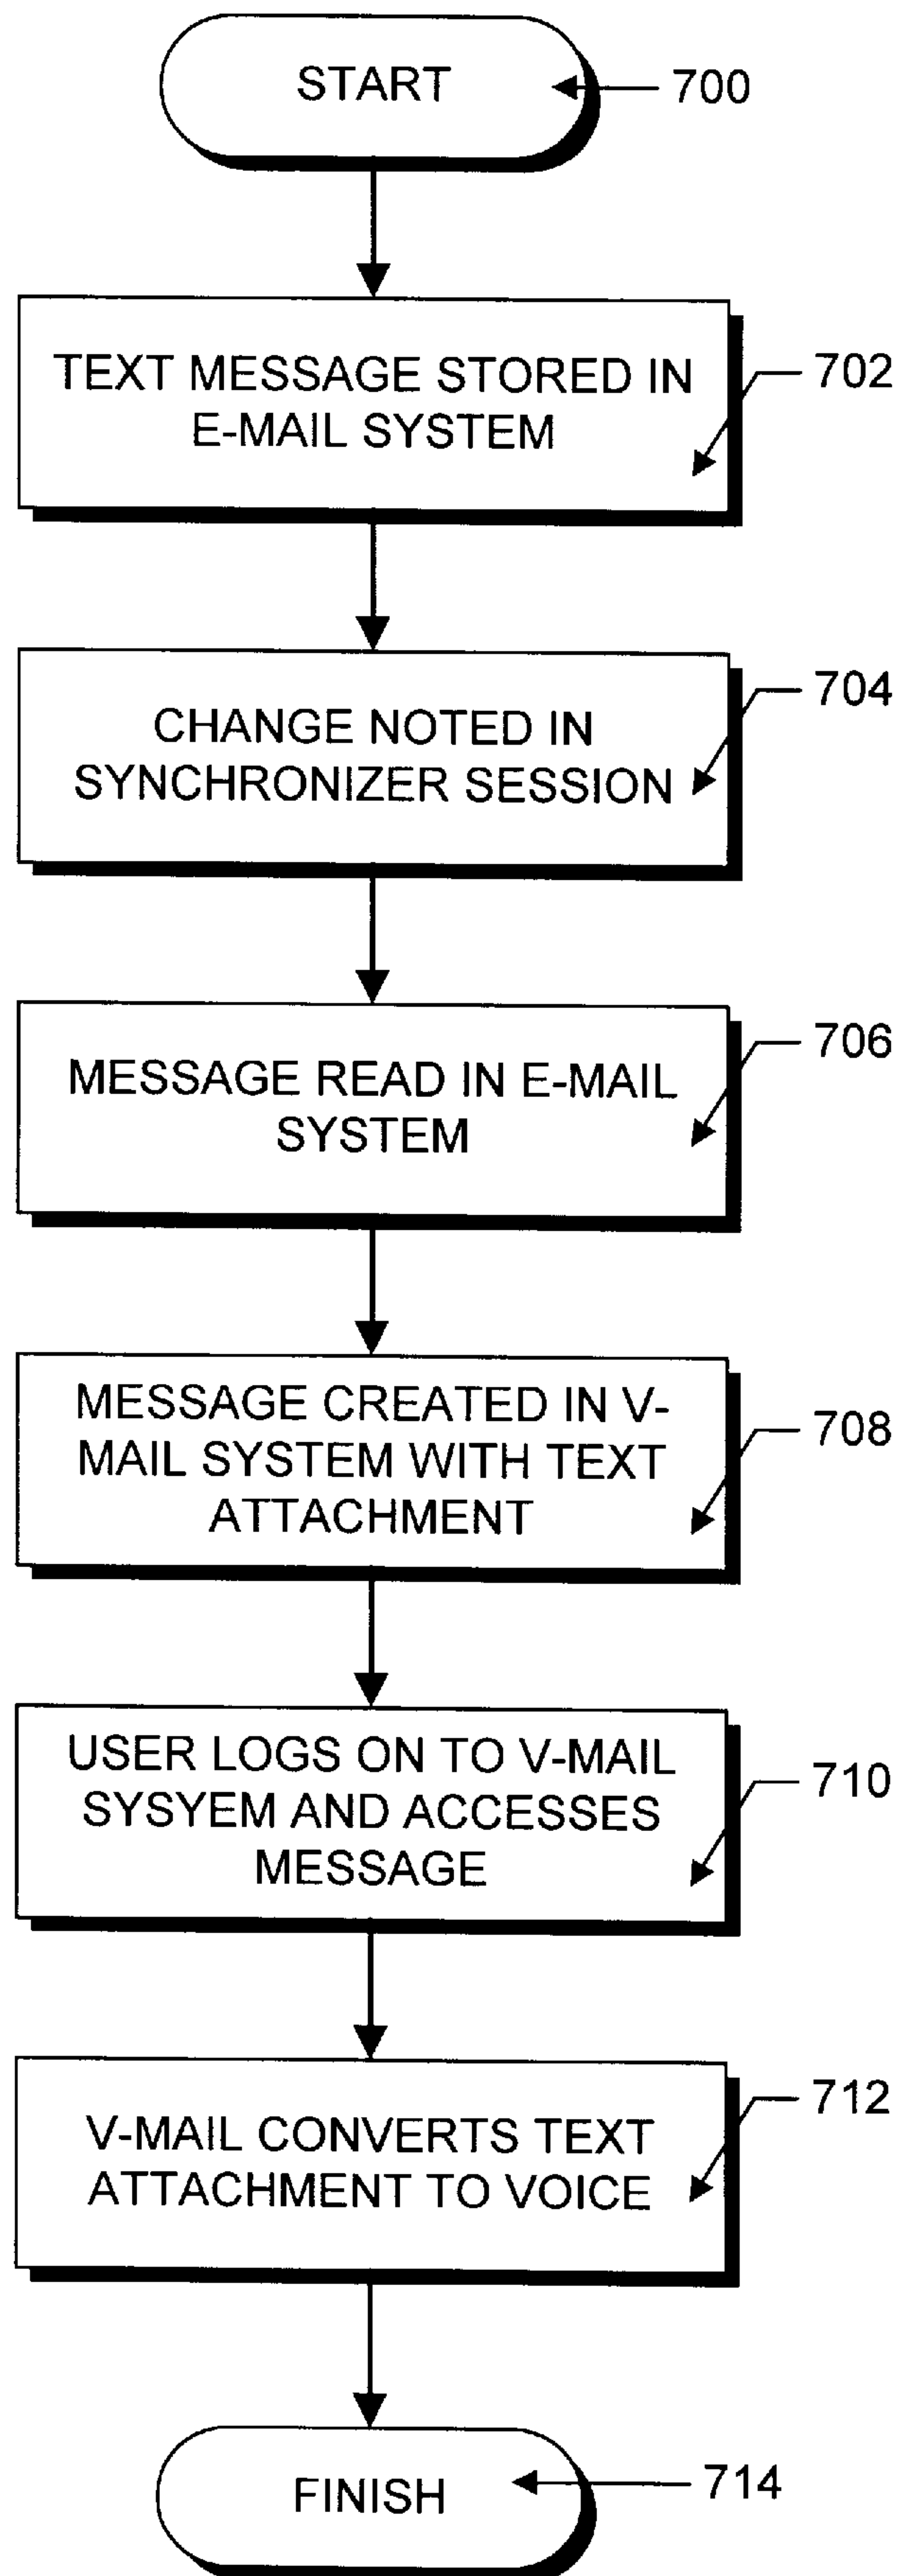 START
700
TEXT MESSAGE STORED IN
E-MAIL SYSTEM
702
CHANGE NOTED IN
SYNCHRONIZER SESSION
704
MESSAGE READ IN E-MAIL
SYSTEM
706
MESSAGE CREATED IN V-
MAIL SYSTEM WITH TEXT
ATTACHMENT
708
USER LOGS ON TO V-MAIL
SYSYEM AND ACCESSES
MESSAGE
710
V-MAIL CONVERTS TEXT
ATTACHMENT TO VOICE
712
FINISH
714